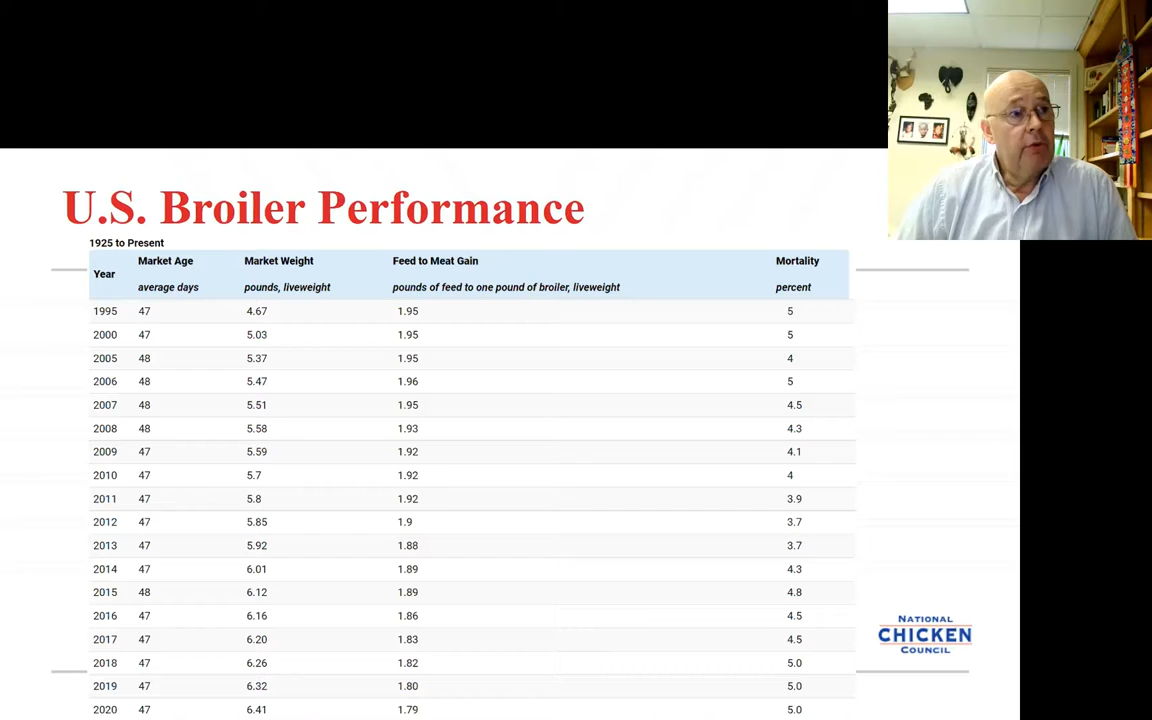 U.S. Broiler Performance
1925 to Present
Year Market Age Market Weight Feed to Meat Gain Mortality
average days pounds, liveweight pounds of feed to one pound of broiler, liveweight percent
1995 47 4.67 1.95 5
2000 47 5.03 1.95 5
2005 48 5.37 1.95 4
2006 48 5.47 1.96 5
2007 48 5.51 1.95 4.5
2008 48 5.58 1.93 4.3
2009 47 5.59 1.92 4.1
2010 47 5.7 1.92 4
2011 47 5.8 1.92 3.9
2012 47 5.85 1.9 3.7
2013 47 5.92 1.88 3.7
2014 47 6.01 1.89 4.3
2015 48 6.12 1.89 4.8
2016 47 6.16 1.86 4.5
2017 47 6.20 1.83 4.5
2018 47 6.26 1.82 5.0
2019 47 6.32 1.80 5.0
2020 47 6.41 1.79 5.0
NATIONAL
CHICKEN
COUNCIL